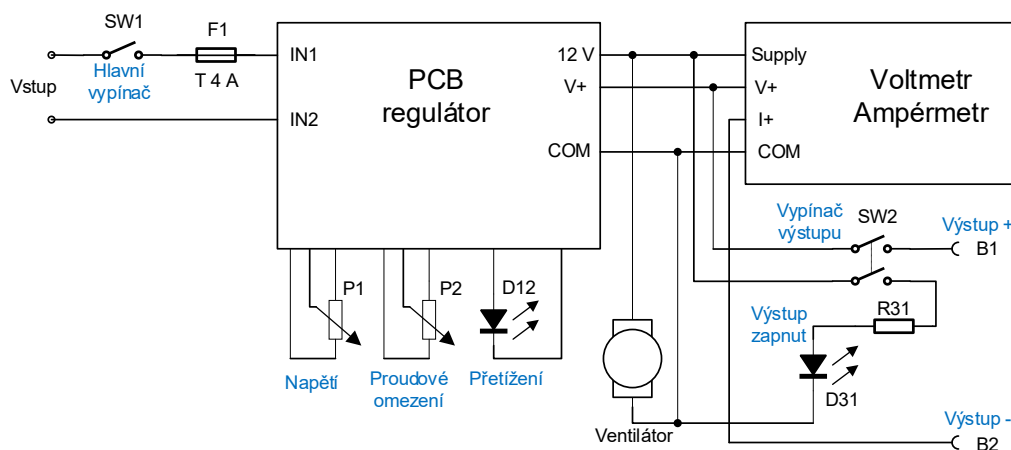 SW1
F1
Vstup
Hlavní
vypínač
T 4 A
IN1
IN2
PCB
regulátor
12 V
V+
COM
Supply
V+
I+
COM
Voltmetr
Ampérmetr
P1
P2
D12
Napětí
Proudové
omezení
Přetížení
Ventilátor
Vypínač
výstupu
SW2
Výstup +
B1
R31
Výstup
zapnut
D31
Výstup -
B2